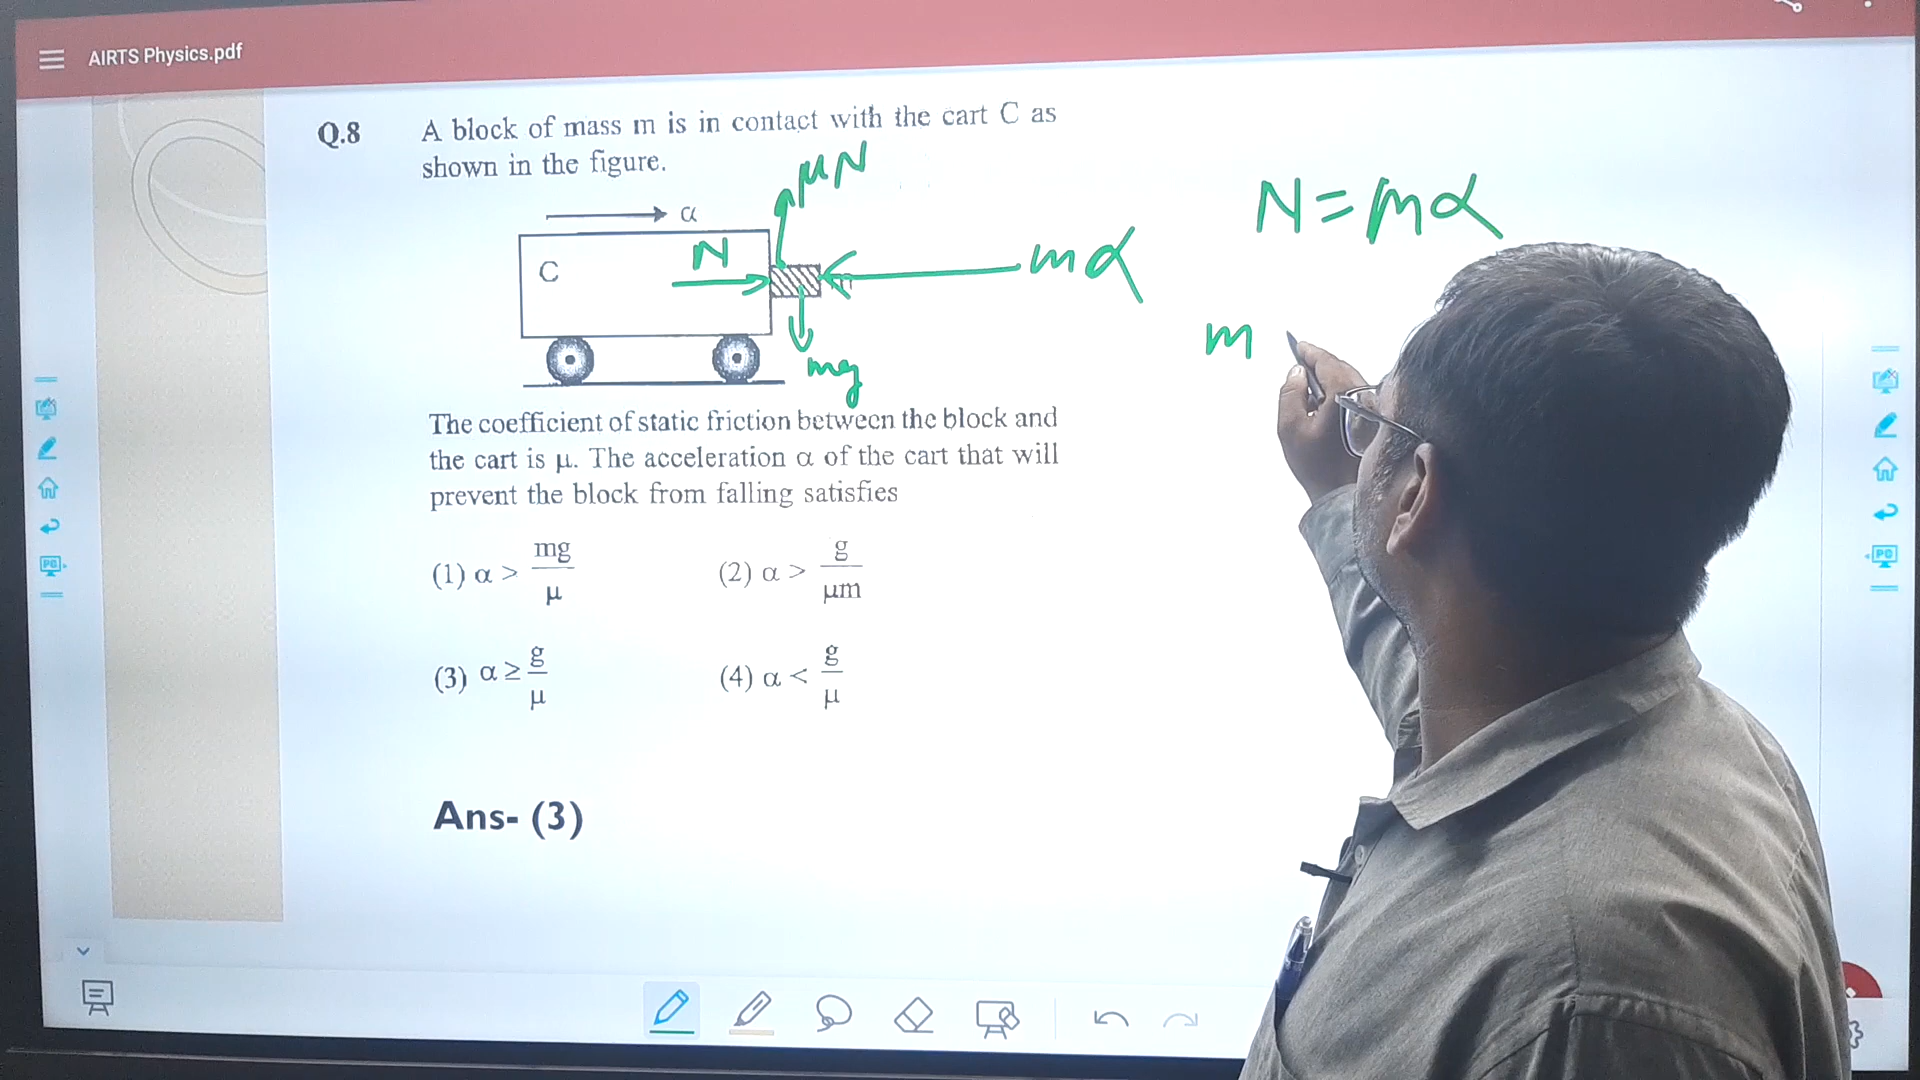 AIRTS Physics.pdf
Q.8 A block of mass m is in contact with the cart C as
shown in the figure.
μN
α
N
C
mα
mg
N = mα
m
The coefficient of static friction between the block and
the cart is μ. The acceleration α of the cart that will
prevent the block from falling satisfies
(1) α > mg/μ (2) α > g/μm
(3) α ≥ g/μ (4) α < g/μ
Ans- (3)